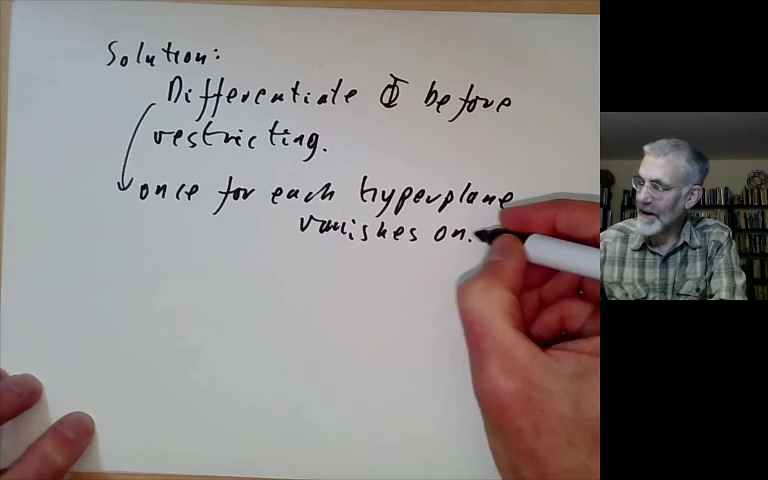 Solution:
Differentiate Φ before
restricting.
once for each hyperplane
vanishes on.